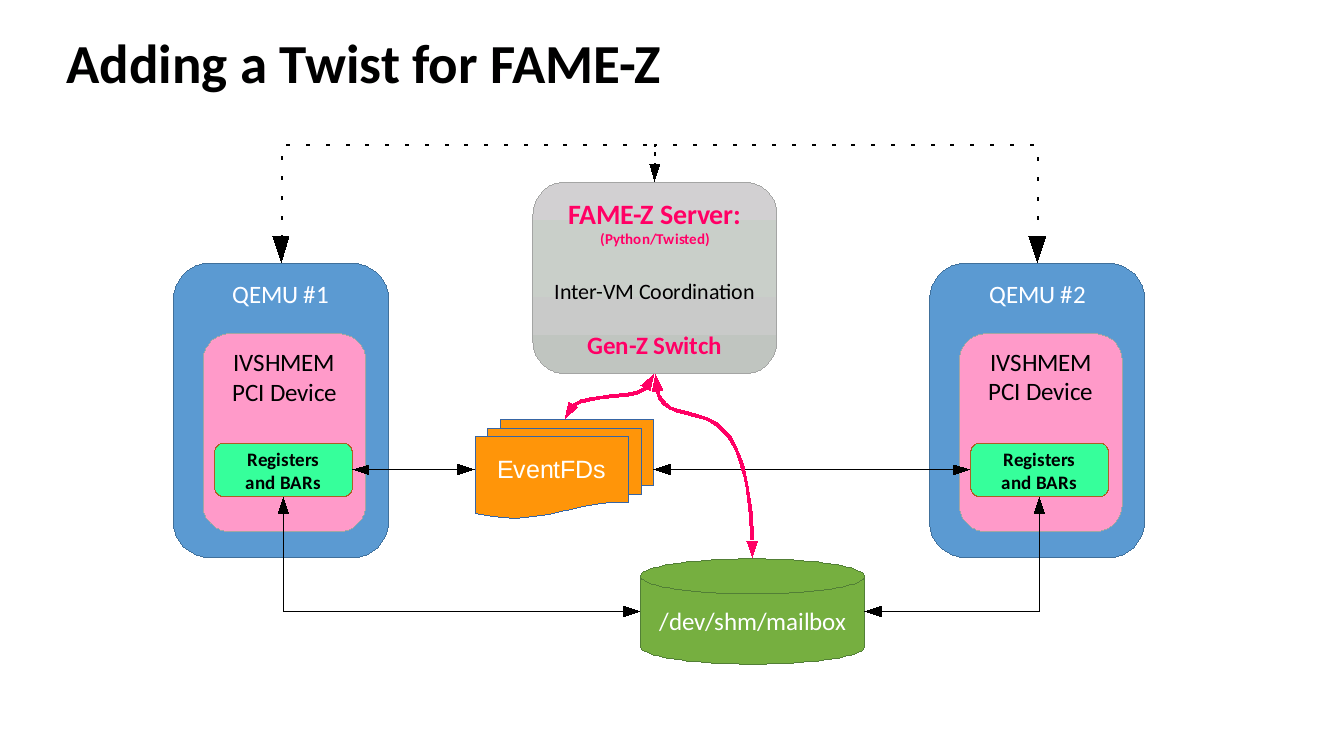 Adding a Twist for FAME-Z
FAME-Z Server:
(Python/Twisted)
Inter-VM Coordination
Gen-Z Switch
QEMU #1
IVSHMEM
PCI Device
Registers
and BARs
EventFDs
QEMU #2
IVSHMEM
PCI Device
Registers
and BARs
/dev/shm/mailbox